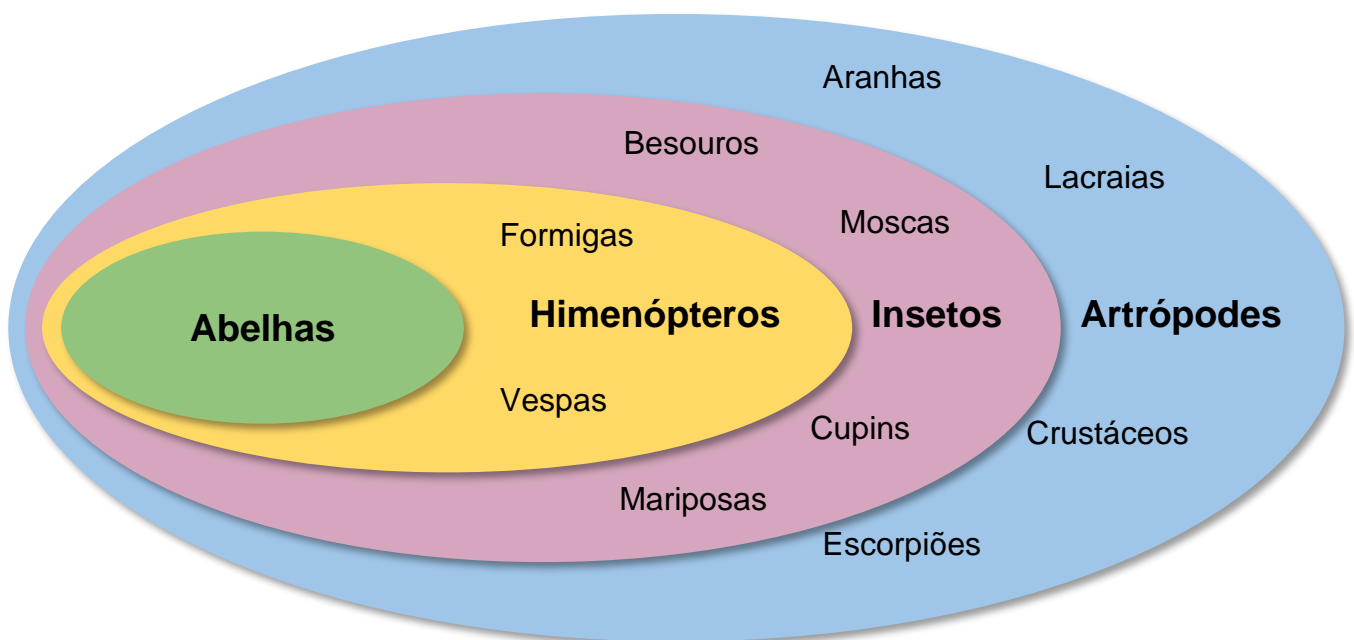 Aranhas
Besouros
Lacraias
Moscas
Formigas
Abelhas
Himenópteros
Insetos
Artrópodes
Vespas
Cupins
Crustáceos
Mariposas
Escorpiões